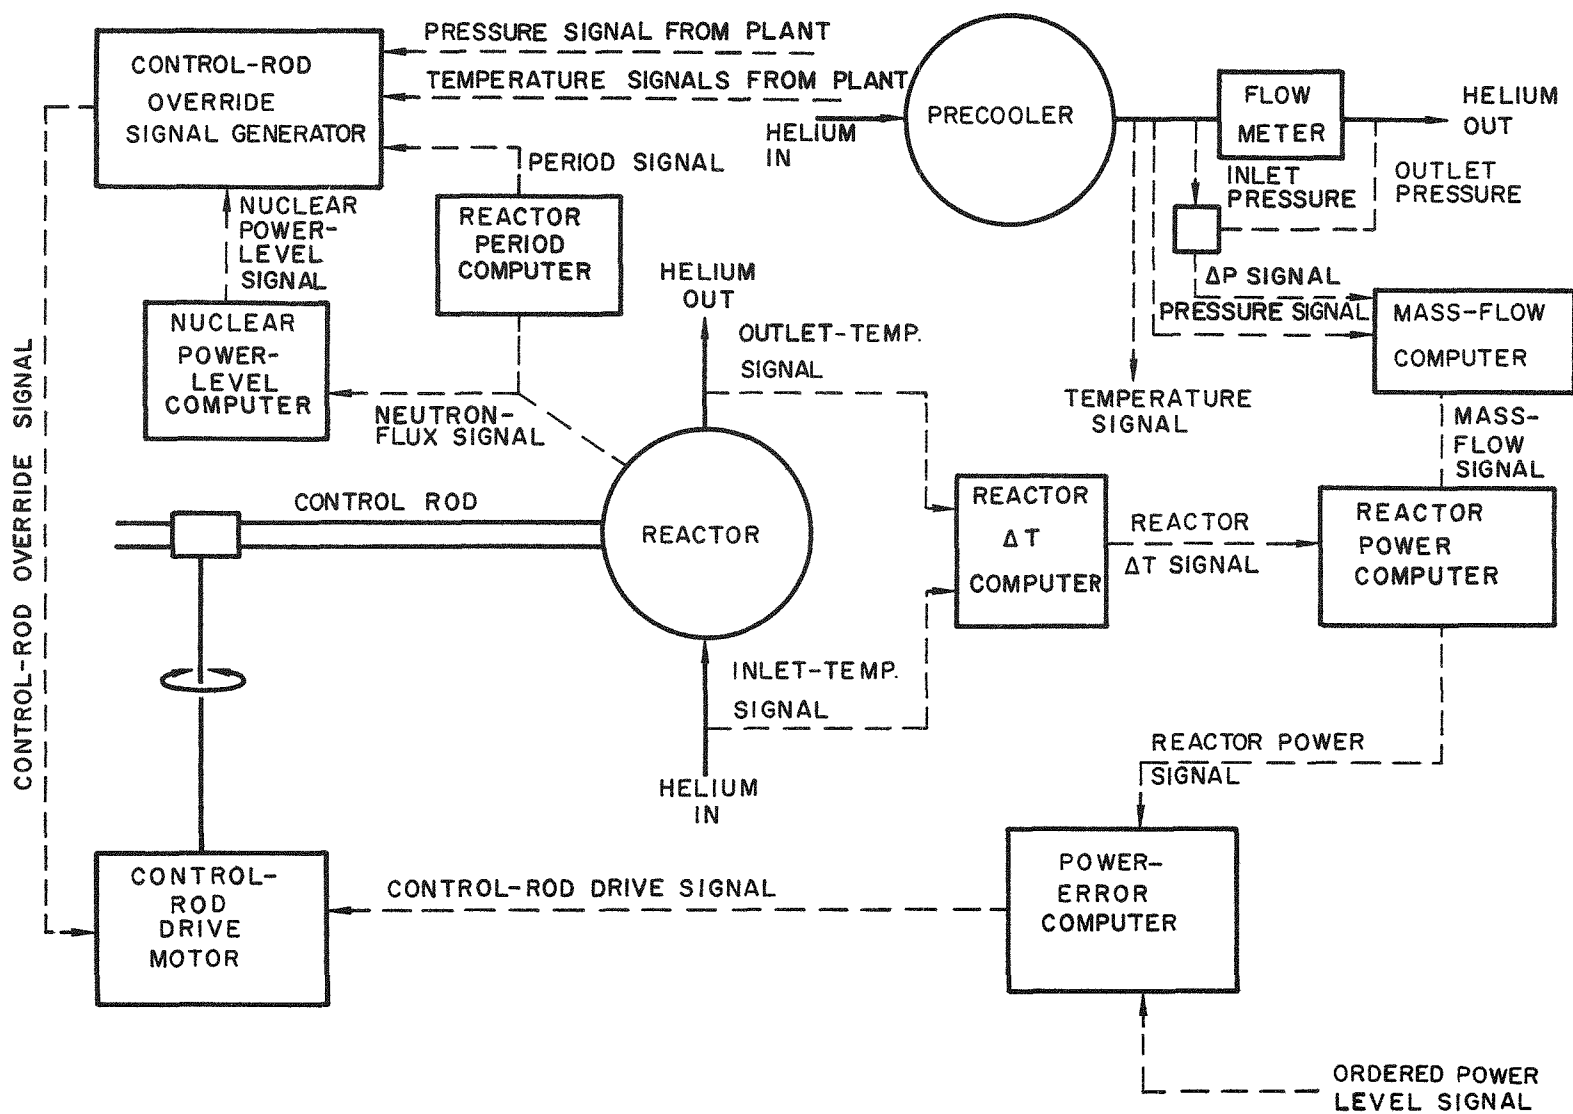 PRESSURE SIGNAL FROM PLANT
TEMPERATURE SIGNALS FROM PLANT
CONTROL-ROD
OVERRIDE
SIGNAL GENERATOR
HELIUM
IN
PRECOOLER
FLOW
METER
HELIUM
OUT
PERIOD SIGNAL
INLET
PRESSURE
OUTLET
PRESSURE
NUCLEAR
POWER-
LEVEL
SIGNAL
REACTOR
PERIOD
COMPUTER
HELIUM
OUT
ΔP SIGNAL
PRESSURE SIGNAL
MASS-FLOW
COMPUTER
NUCLEAR
POWER-
LEVEL
COMPUTER
OUTLET-TEMP.
SIGNAL
TEMPERATURE
SIGNAL
NEUTRON-
FLUX SIGNAL
MASS-
FLOW
SIGNAL
CONTROL-ROD OVERRIDE SIGNAL
CONTROL ROD
REACTOR
REACTOR
ΔT
COMPUTER
REACTOR
ΔT SIGNAL
REACTOR
POWER
COMPUTER
INLET-TEMP.
SIGNAL
HELIUM
IN
REACTOR POWER
SIGNAL
CONTROL-
ROD
DRIVE
MOTOR
CONTROL-ROD DRIVE SIGNAL
POWER-
ERROR
COMPUTER
ORDERED POWER
LEVEL SIGNAL